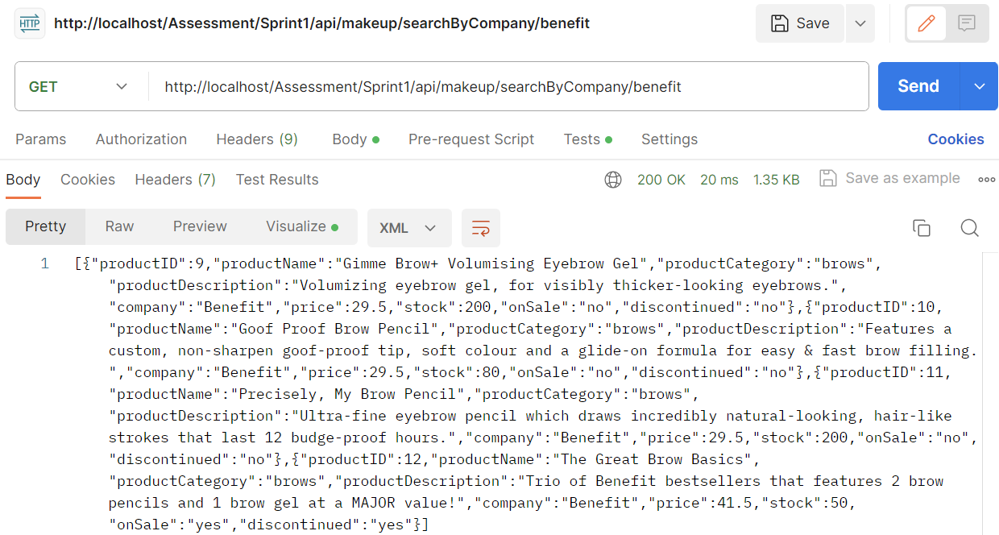 HTTP http://localhost/Assessment/Sprint1/api/makeup/searchByCompany/benefit Save
GET http://localhost/Assessment/Sprint1/api/makeup/searchByCompany/benefit Send
Params Authorization Headers (9) Body Pre-request Script Tests Settings Cookies
Body Cookies Headers (7) Test Results 200 OK 20 ms 1.35 KB Save as example
Pretty Raw Preview Visualize XML
1 [{"productID":9,"productName":"Gimme Brow+ Volumising Eyebrow Gel","productCategory":"brows",
"productDescription":"Volumizing eyebrow gel, for visibly thicker-looking eyebrows.",
"company":"Benefit","price":29.5,"stock":200,"onSale":"no","discontinued":"no"},{"productID":10,
"productName":"Goof Proof Brow Pencil","productCategory":"brows","productDescription":"Features a
custom, non-sharpen goof-proof tip, soft colour and a glide-on formula for easy & fast brow filling.
","company":"Benefit","price":29.5,"stock":80,"onSale":"no","discontinued":"no"},{"productID":11,
"productName":"Precisely, My Brow Pencil","productCategory":"brows",
"productDescription":"Ultra-fine eyebrow pencil which draws incredibly natural-looking, hair-like
strokes that last 12 budge-proof hours.","company":"Benefit","price":29.5,"stock":200,"onSale":"no",
"discontinued":"no"},{"productID":12,"productName":"The Great Brow Basics",
"productCategory":"brows","productDescription":"Trio of Benefit bestsellers that features 2 brow
pencils and 1 brow gel at a MAJOR value!","company":"Benefit","price":41.5,"stock":50,
"onSale":"yes","discontinued":"yes"}]